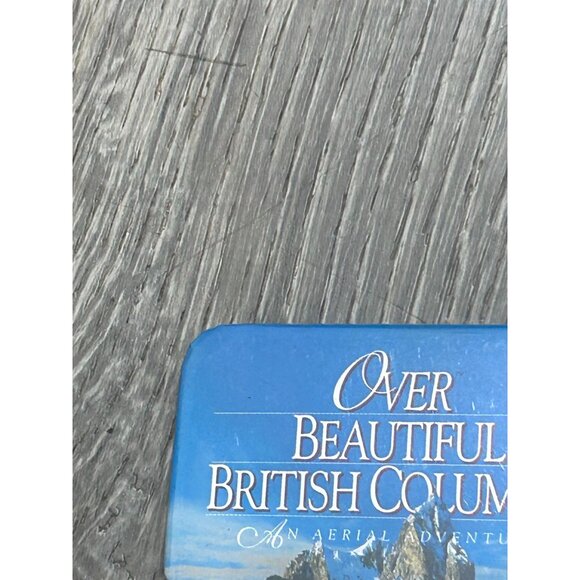 OVER
BEAUTIFUL
BRITISH COLUM
AN AERIAL ADVENTU